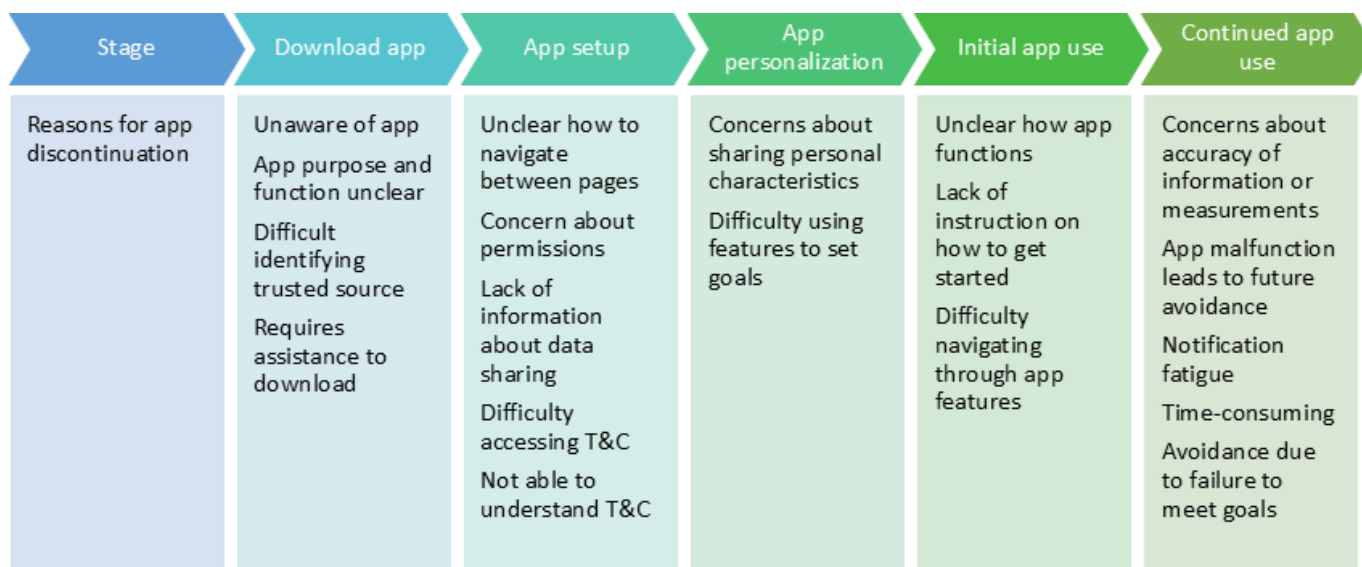 Stage
Download app
App setup
App
personalization
Initial app use
Continued app
use
Reasons for app
discontinuation
Unaware of app
App purpose and
function unclear
Difficult
identifying
trusted source
Requires
assistance to
download
Unclear how to
navigate
between pages
Concern about
permissions
Lack of
information
about data
sharing
Difficulty
accessing T&C
Not able to
understand T&C
Concerns about
sharing personal
characteristics
Difficulty using
features to set
goals
Unclear how app
functions
Lack of
instruction on
how to get
started
Difficulty
navigating
through app
features
Concerns about
accuracy of
information or
measurements
App malfunction
leads to future
avoidance
Notification
fatigue
Time-consuming
Avoidance due
to failure to
meet goals